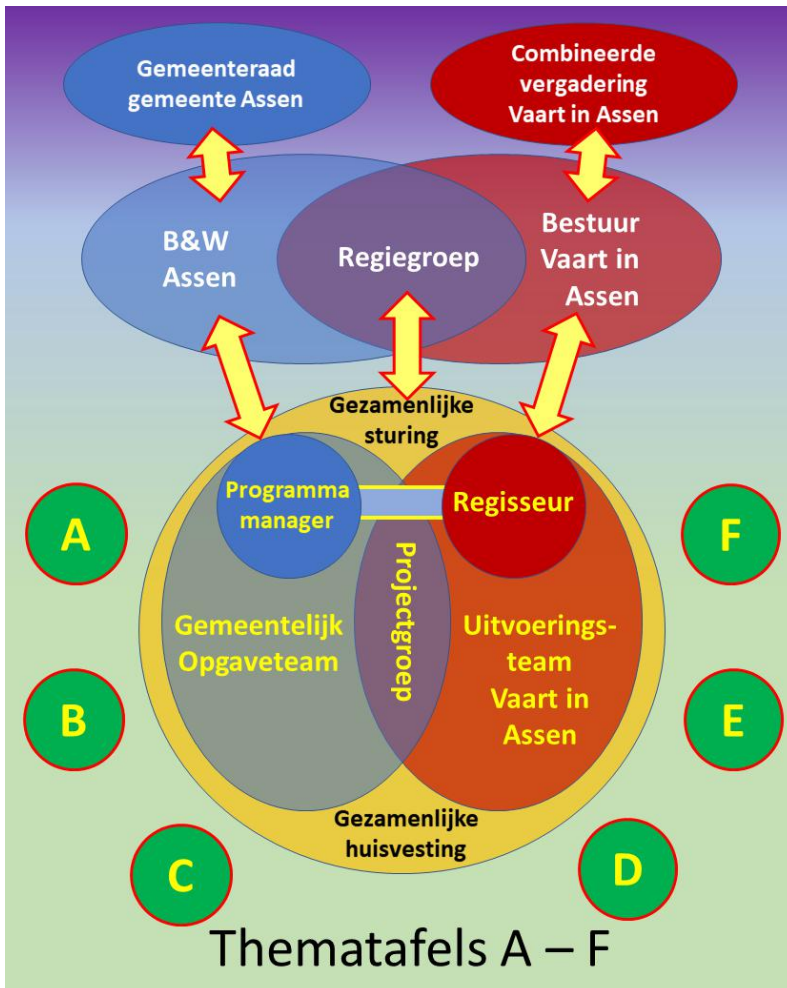 Gemeenteraad
gemeente Assen
Combineerde
vergadering
Vaart in Assen
B&W
Assen
Regiegroep
Bestuur
Vaart in
Assen
Gezamenlijke
sturing
Programma
manager
Regisseur
A
F
Projectgroep
Gemeentelijk
Opgaveteam
Uitvoerings-
team
Vaart in
Assen
B
E
Gezamenlijke
huisvesting
C
D
Thematafels A – F